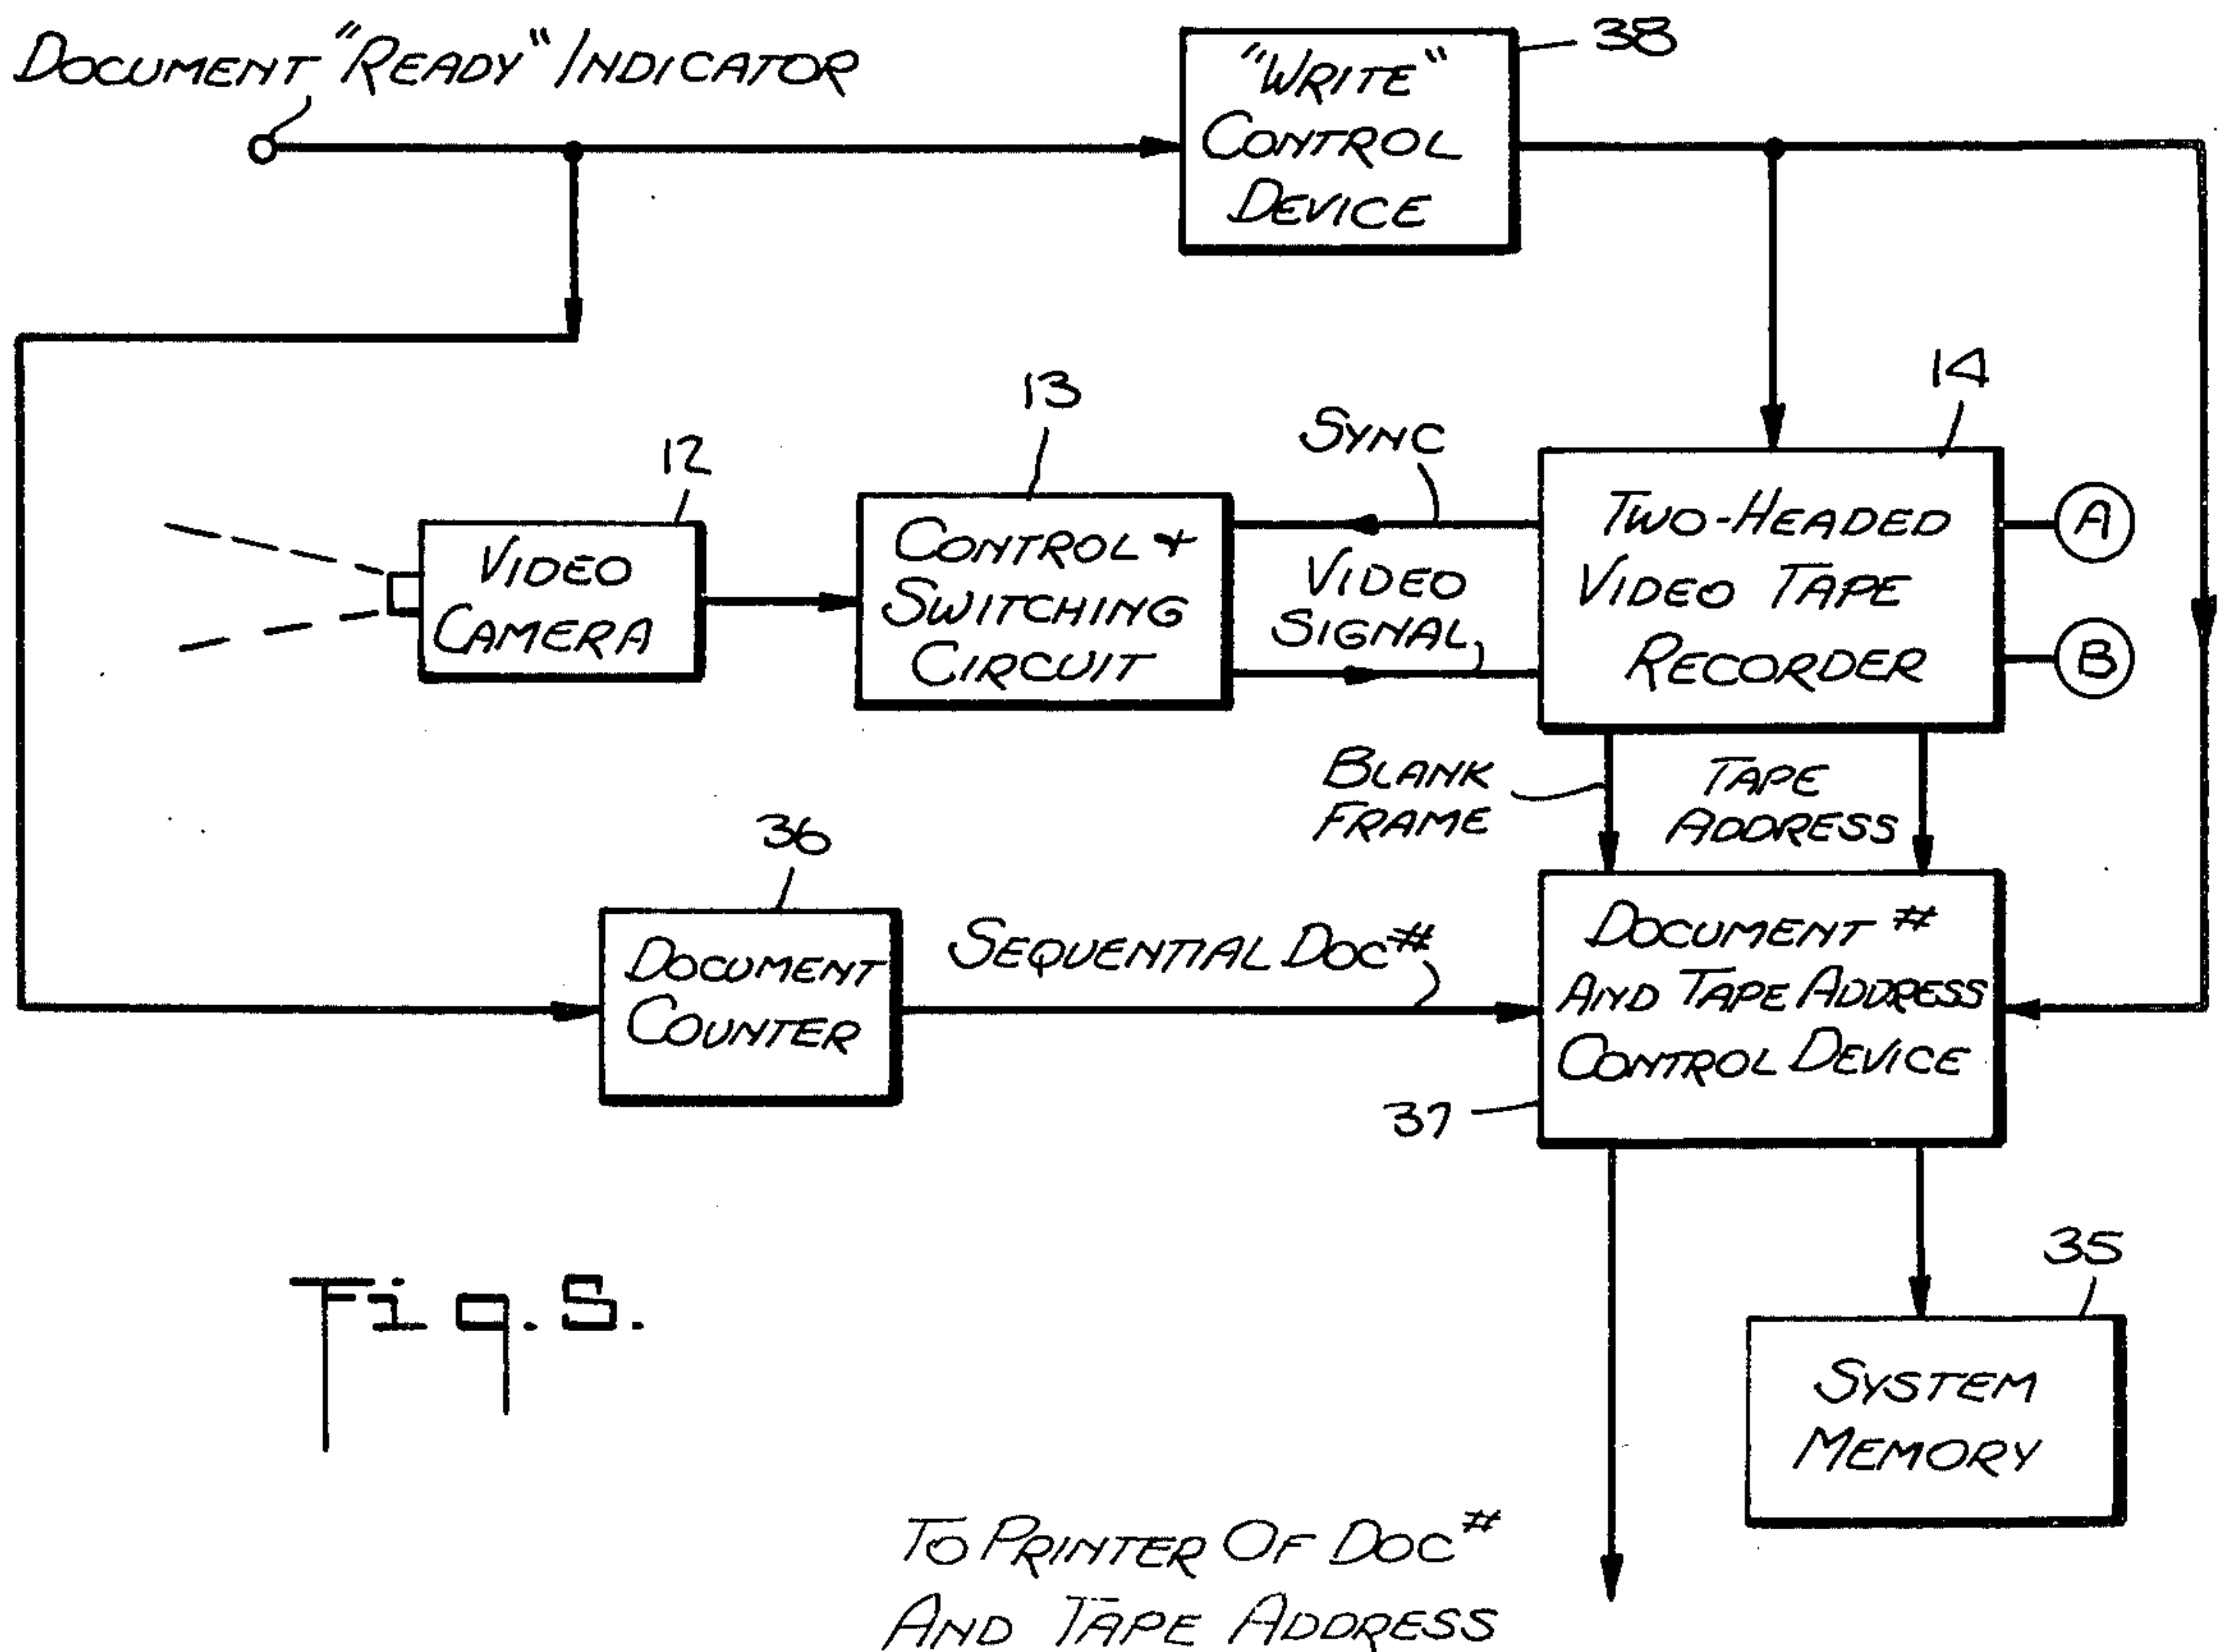 DOCUMENT "READY" INDICATOR
"WRITE"
CONTROL
DEVICE
38
12
VIDEO
CAMERA
13
CONTROL +
SWITCHING
CIRCUIT
SYNC
VIDEO
SIGNAL
14
TWO-HEADED
VIDEO TAPE
RECORDER
A
B
BLANK
FRAME
TAPE
ADDRESS
36
DOCUMENT
COUNTER
SEQUENTIAL DOC #
DOCUMENT #
AND TAPE ADDRESS
CONTROL DEVICE
37
35
SYSTEM
MEMORY
Fig. 5.
TO PRINTER OF DOC #
AND TAPE ADDRESS